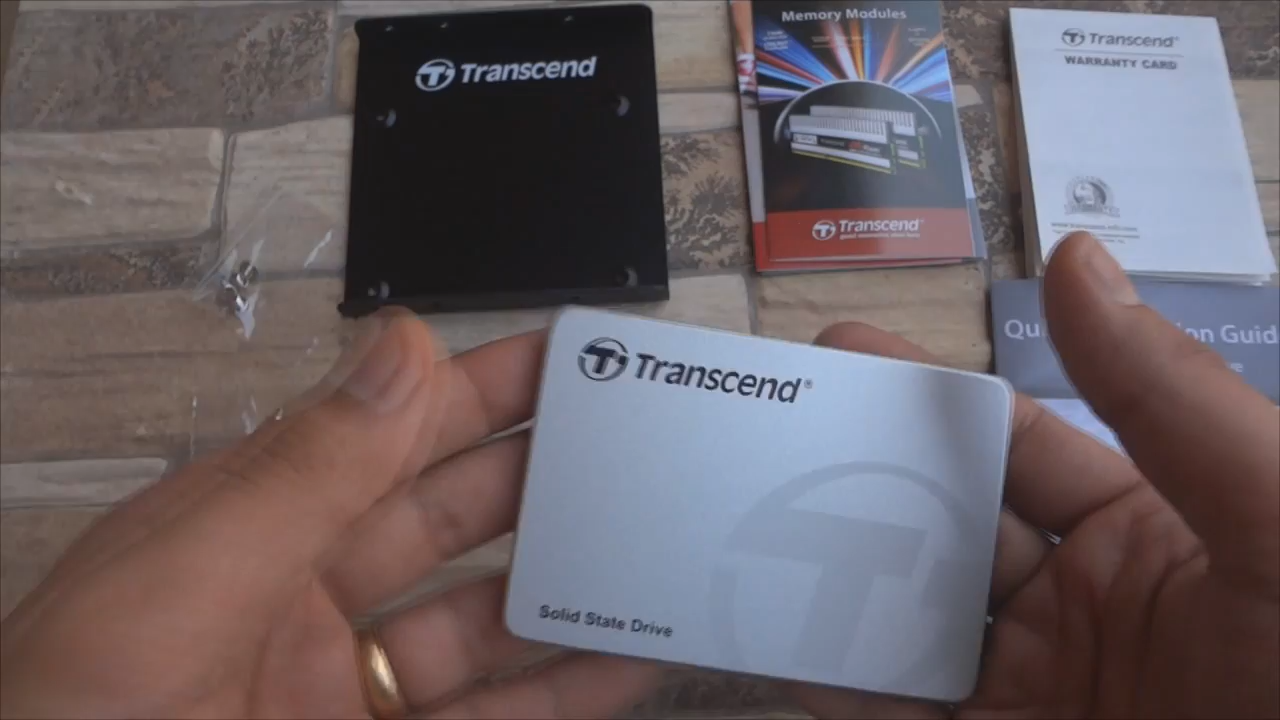 Transcend
Memory Modules
Transcend
Transcend
WARRANTY CARD
Transcend®
Solid State Drive